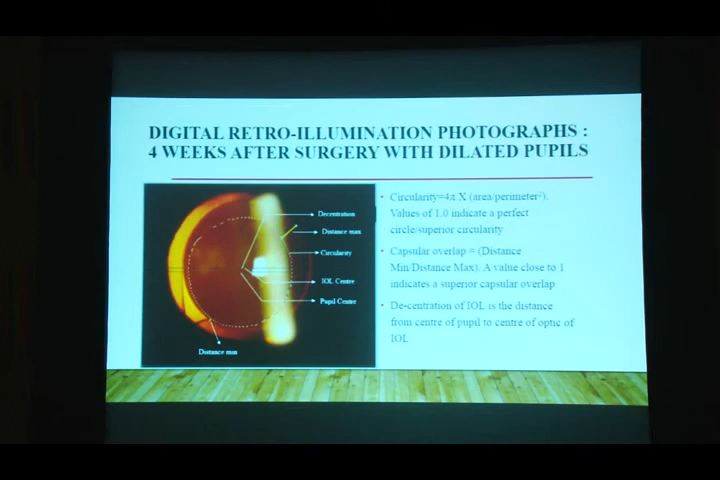 DIGITAL RETRO-ILLUMINATION PHOTOGRAPHS :
4 WEEKS AFTER SURGERY WITH DILATED PUPILS
Decentration
Distance max
Circularity
IOL Centre
Pupil Centre
Distance min
• Circularity=4π X (area/perimeter²).
Values of 1.0 indicate a perfect
circle/superior circularity
• Capsular overlap = (Distance
Min/Distance Max). A value close to 1
indicates a superior capsular overlap
• De-centration of IOL is the distance
from centre of pupil to centre of optic of
IOL